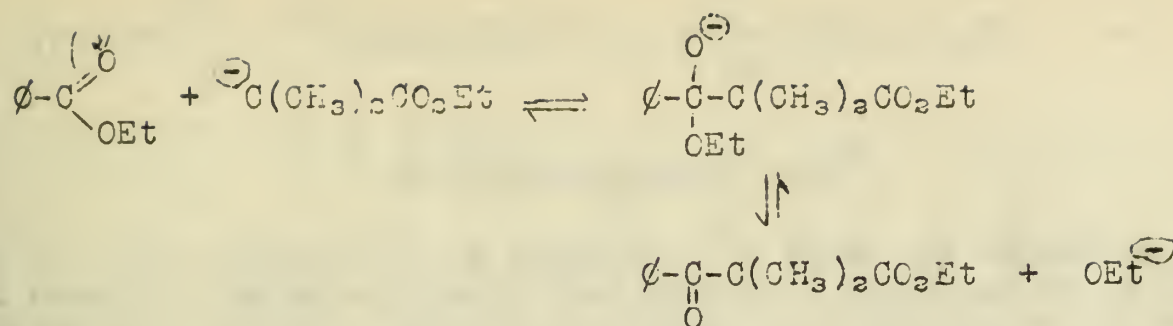 O⊖
O
∅-C + ⊖C(CH₃)₂CO₂Et ⇌ ∅-C-C(CH₃)₂CO₂Et
OEt OEt
⇌
∅-C-C(CH₃)₂CO₂Et + OEt⊖
O